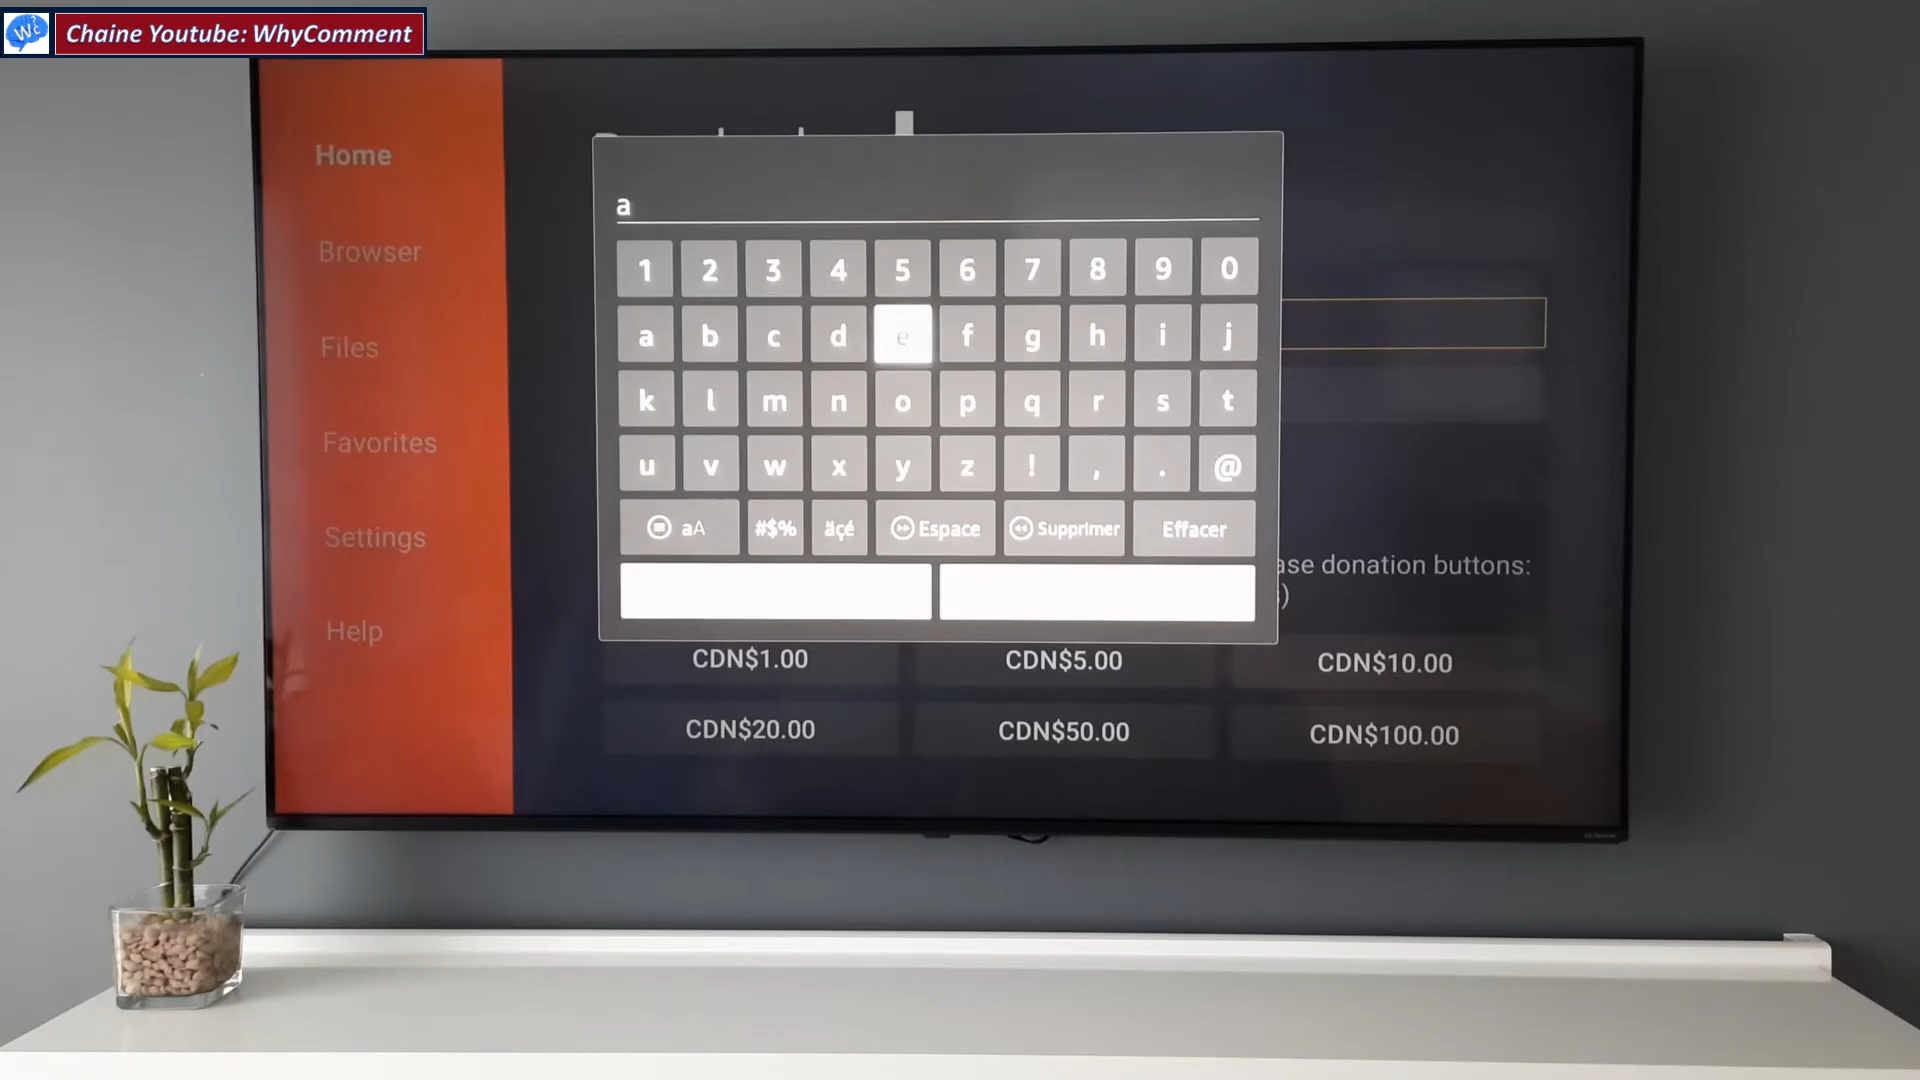 Chaine Youtube: WhyComment
Home
Browser
Files
Favorites
Settings
Help
a
1 2 3 4 5 6 7 8 9 0
a b c d e f g h i j
k l m n o p q r s t
u v w x y z ! , . @
aA #$% äçé Espace Supprimer Effacer
ase donation buttons:
)
CDN$1.00 CDN$5.00 CDN$10.00
CDN$20.00 CDN$50.00 CDN$100.00